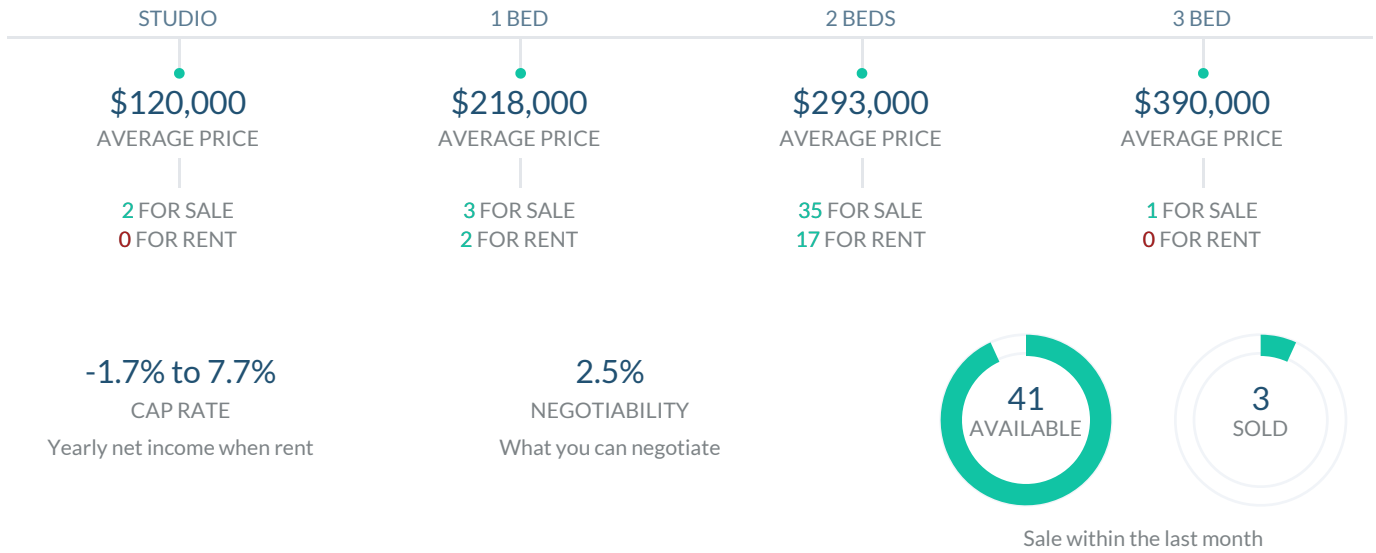 STUDIO
1 BED
2 BEDS
3 BED
$120,000
$218,000
$293,000
$390,000
AVERAGE PRICE
AVERAGE PRICE
AVERAGE PRICE
AVERAGE PRICE
2 FOR SALE
3 FOR SALE
35 FOR SALE
1 FOR SALE
0 FOR RENT
2 FOR RENT
17 FOR RENT
0 FOR RENT
-1.7% to 7.7%
CAP RATE
Yearly net income when rent
2.5%
NEGOTIABILITY
What you can negotiate
41
AVAILABLE
3
SOLD
Sale within the last month